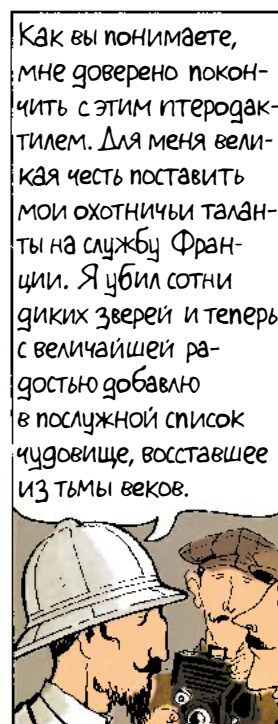 Как вы понимаете,
мне доверено покон-
чить с этим птеродак-
тилем. Для меня вели-
кая честь поставить
мои охотничьи талан-
ты на службу Фран-
ции. Я убил сотни
диких зверей и теперь
с величайшей ра-
достью добавлю
в послужной список
чудовище, восставшее
из тьмы веков.